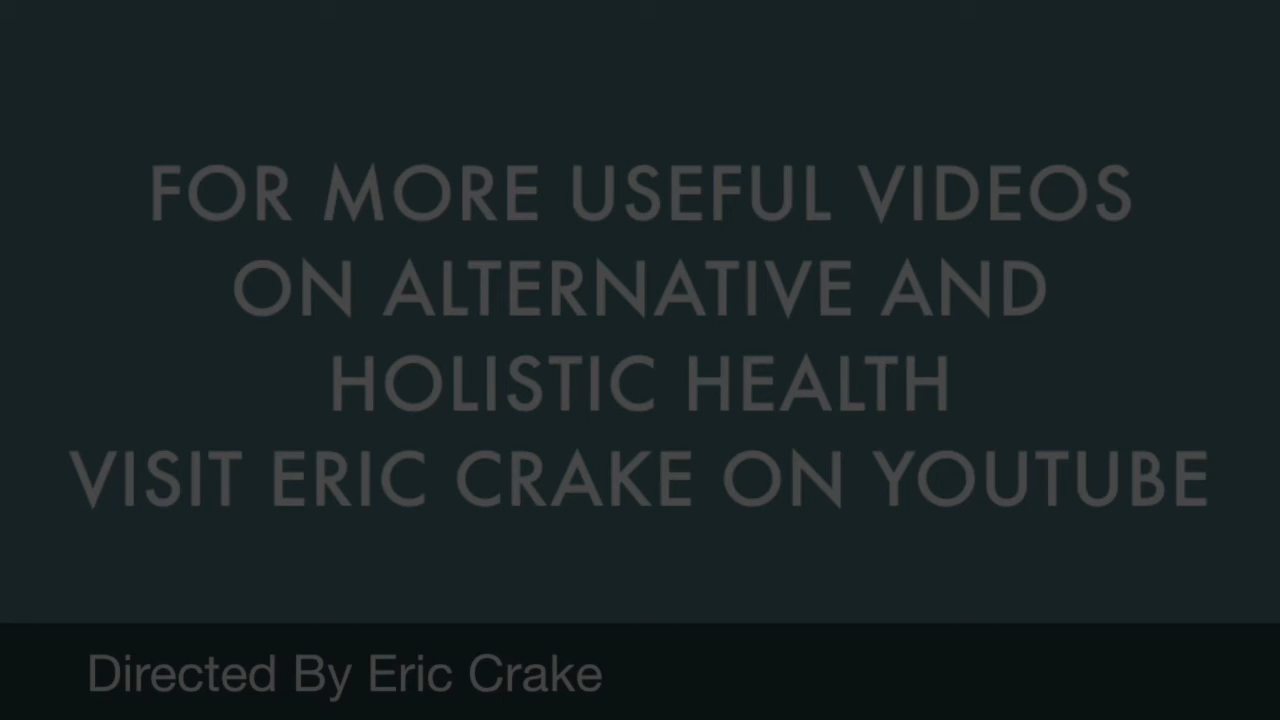 FOR MORE USEFUL VIDEOS
ON ALTERNATIVE AND
HOLISTIC HEALTH
VISIT ERIC CRAKE ON YOUTUBE
Directed By Eric Crake